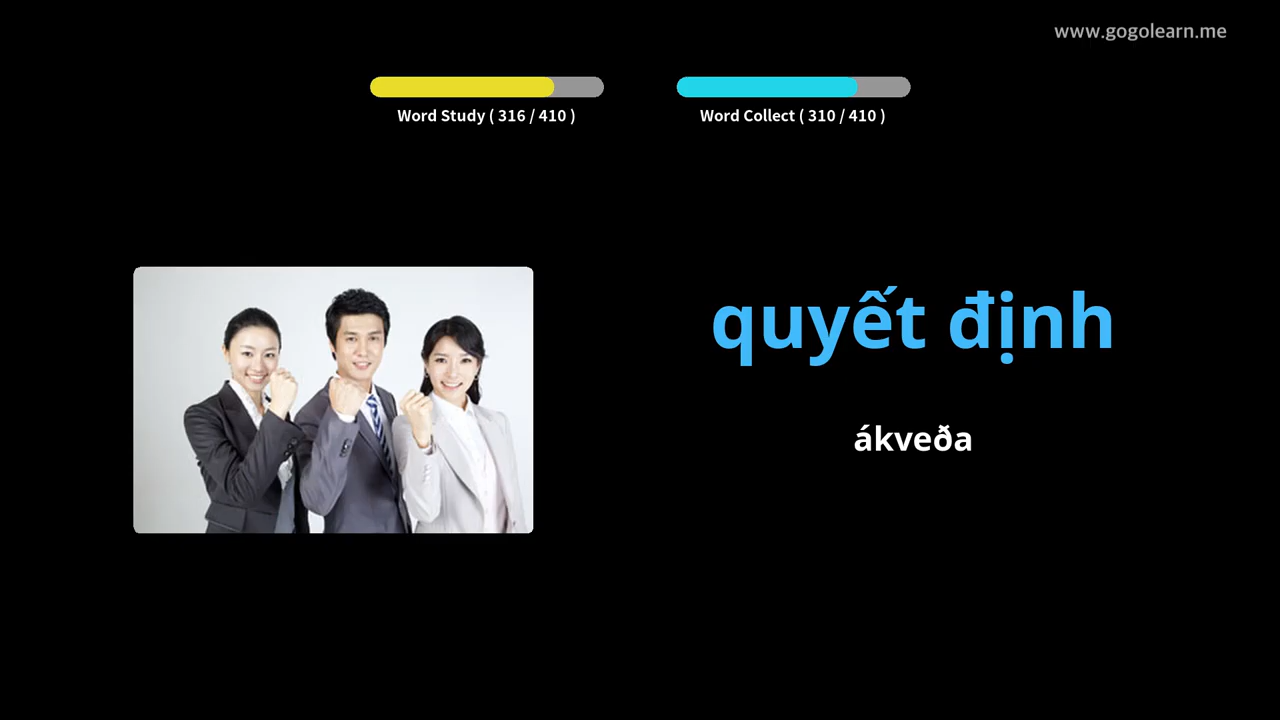 www.gogolearn.me
Word Study ( 316 / 410 )
Word Collect ( 310 / 410 )
quyết định
ákveða